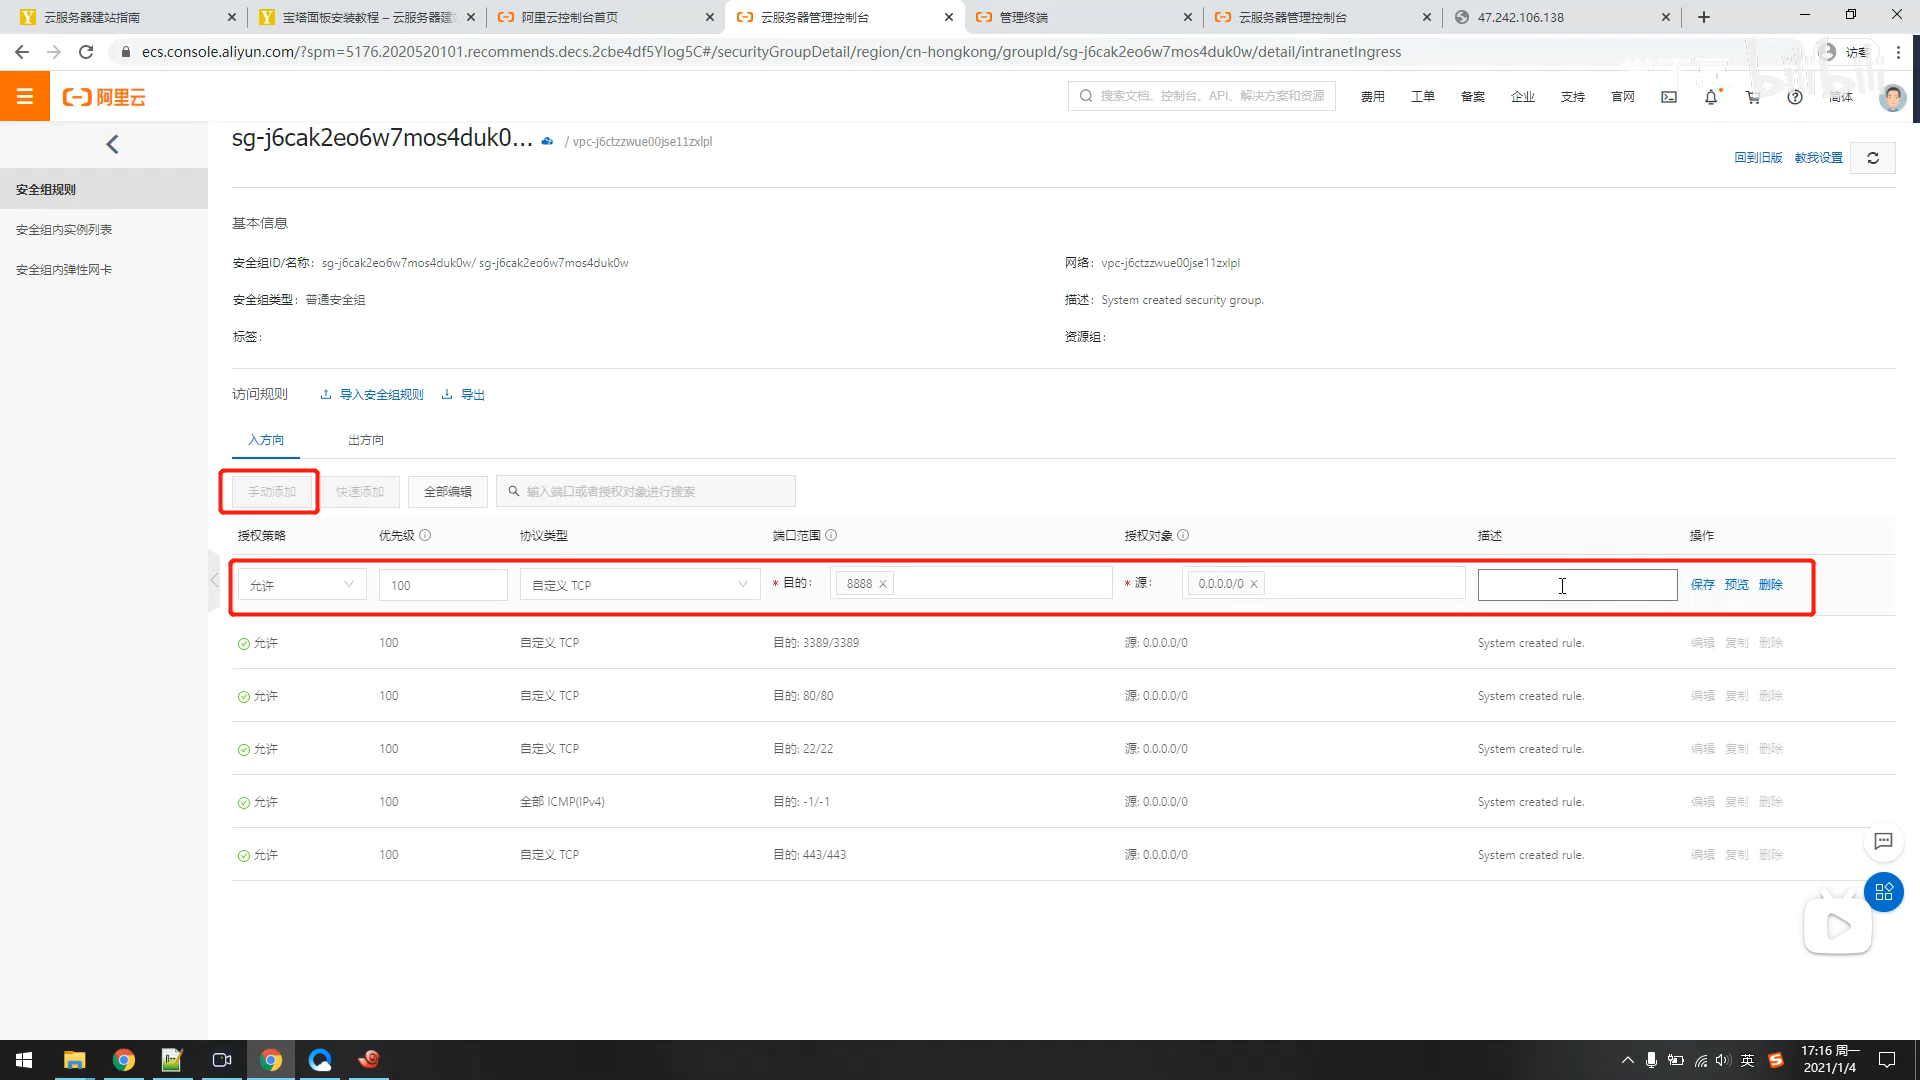 云服务器建站指南
宝塔面板安装教程 – 云服务器建
阿里云控制台首页
云服务器管理控制台
管理终端
云服务器管理控制台
47.242.106.138
ecs.console.aliyun.com/?spm=5176.2020520101.recommends.decs.2cbe4df5Ylog5C#/securityGroupDetail/region/cn-hongkong/groupId/sg-j6cak2eo6w7mos4duk0w/detail/intranetIngress
访客
bilibili
阿里云
搜索文档、控制台、API、解决方案和资源
费用 工单 备案 企业 支持 官网 简体
sg-j6cak2eo6w7mos4duk0... / vpc-j6ctzzwue00jse11zxlpl
回到旧版 教我设置
安全组规则
安全组内实例列表
安全组内弹性网卡
基本信息
安全组ID/名称: sg-j6cak2eo6w7mos4duk0w/ sg-j6cak2eo6w7mos4duk0w
网络: vpc-j6ctzzwue00jse11zxlpl
安全组类型: 普通安全组
描述: System created security group.
标签:
资源组:
访问规则 导入安全组规则 导出
入方向 出方向
手动添加 快速添加 全部编辑 输入端口或者授权对象进行搜索
授权策略 优先级 协议类型 端口范围 授权对象 描述 操作
允许 100 自定义 TCP * 目的: 8888 × * 源: 0.0.0.0/0 × 保存 预览 删除
允许 100 自定义 TCP 目的: 3389/3389 源: 0.0.0.0/0 System created rule. 编辑 复制 删除
允许 100 自定义 TCP 目的: 80/80 源: 0.0.0.0/0 System created rule. 编辑 复制 删除
允许 100 自定义 TCP 目的: 22/22 源: 0.0.0.0/0 System created rule. 编辑 复制 删除
允许 100 全部 ICMP(IPv4) 目的: -1/-1 源: 0.0.0.0/0 System created rule. 编辑 复制 删除
允许 100 自定义 TCP 目的: 443/443 源: 0.0.0.0/0 System created rule. 编辑 复制 删除
英
17:16 周一
2021/1/4